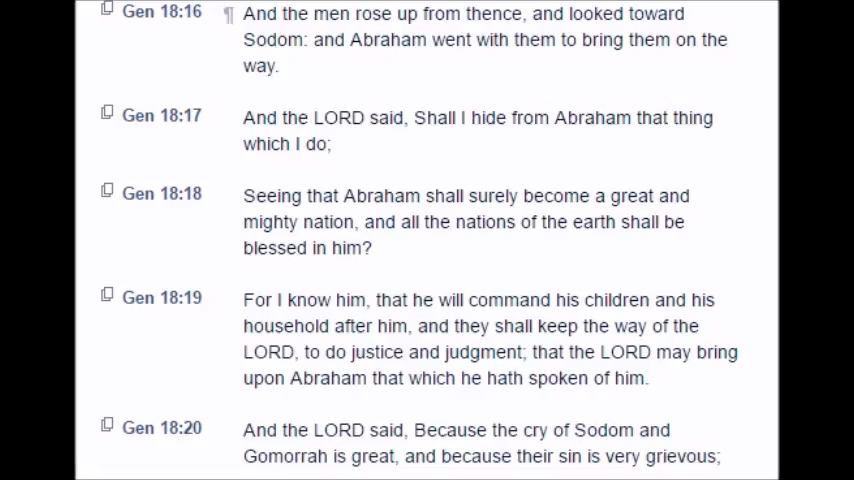 Gen 18:16 ¶ And the men rose up from thence, and looked toward
Sodom: and Abraham went with them to bring them on the
way.
Gen 18:17 And the LORD said, Shall I hide from Abraham that thing
which I do;
Gen 18:18 Seeing that Abraham shall surely become a great and
mighty nation, and all the nations of the earth shall be
blessed in him?
Gen 18:19 For I know him, that he will command his children and his
household after him, and they shall keep the way of the
LORD, to do justice and judgment; that the LORD may bring
upon Abraham that which he hath spoken of him.
Gen 18:20 And the LORD said, Because the cry of Sodom and
Gomorrah is great, and because their sin is very grievous;